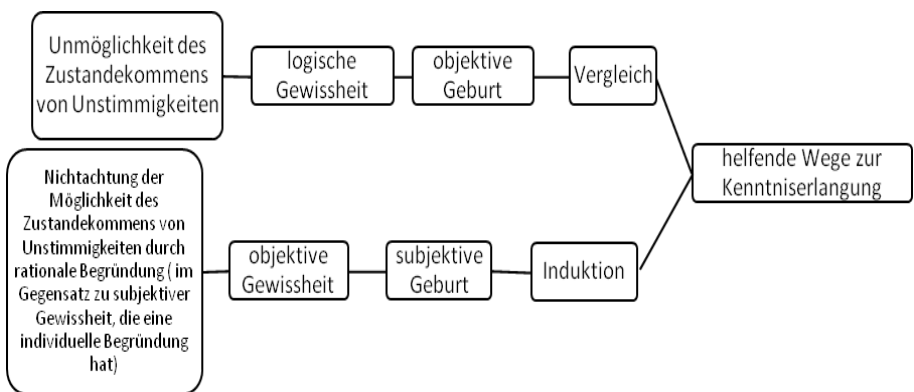 Unmöglichkeit des
Zustandekommens
von Unstimmigkeiten
logische
Gewissheit
objektive
Geburt
Vergleich
helfende Wege zur
Kenntniserlangung
Nichtachtung der
Möglichkeit des
Zustandekommens von
Unstimmigkeiten durch
rationale Begründung ( im
Gegensatz zu subjektiver
Gewissheit, die eine
individuelle Begründung
hat)
objektive
Gewissheit
subjektive
Geburt
Induktion